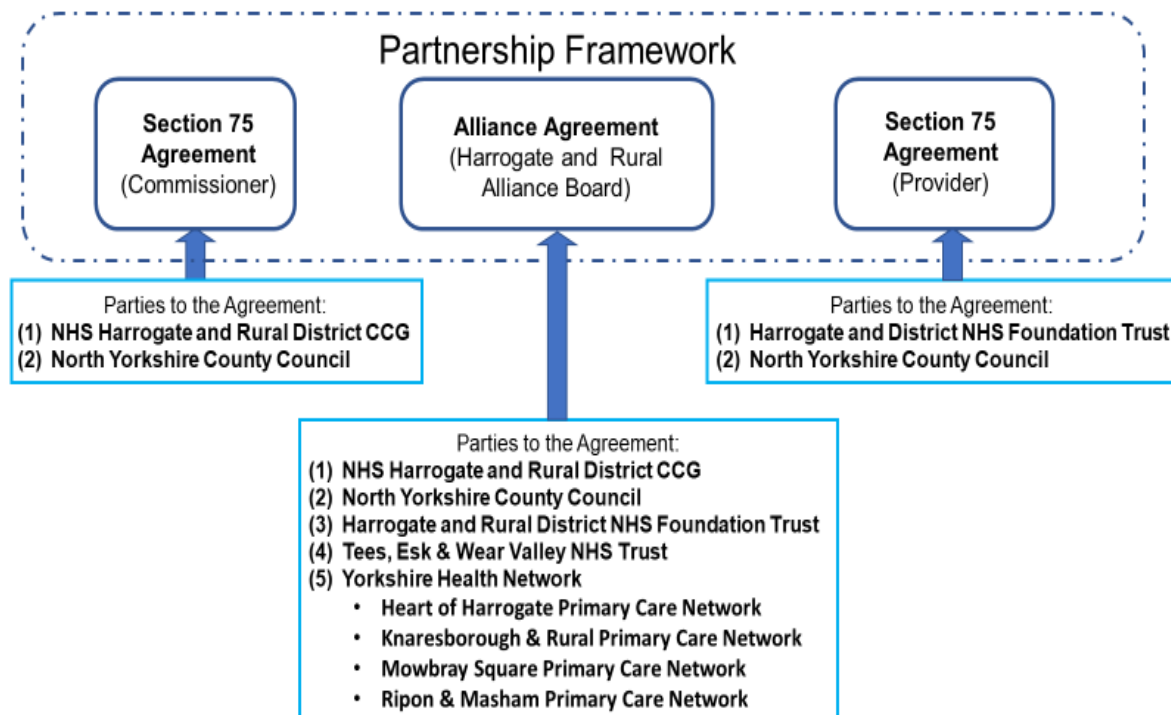 Partnership Framework
Section 75
Agreement
(Commissioner)
Alliance Agreement
(Harrogate and Rural
Alliance Board)
Section 75
Agreement
(Provider)
Parties to the Agreement:
(1) NHS Harrogate and Rural District CCG
(2) North Yorkshire County Council
Parties to the Agreement:
(1) Harrogate and District NHS Foundation Trust
(2) North Yorkshire County Council
Parties to the Agreement:
(1) NHS Harrogate and Rural District CCG
(2) North Yorkshire County Council
(3) Harrogate and Rural District NHS Foundation Trust
(4) Tees, Esk & Wear Valley NHS Trust
(5) Yorkshire Health Network
• Heart of Harrogate Primary Care Network
• Knaresborough & Rural Primary Care Network
• Mowbray Square Primary Care Network
• Ripon & Masham Primary Care Network